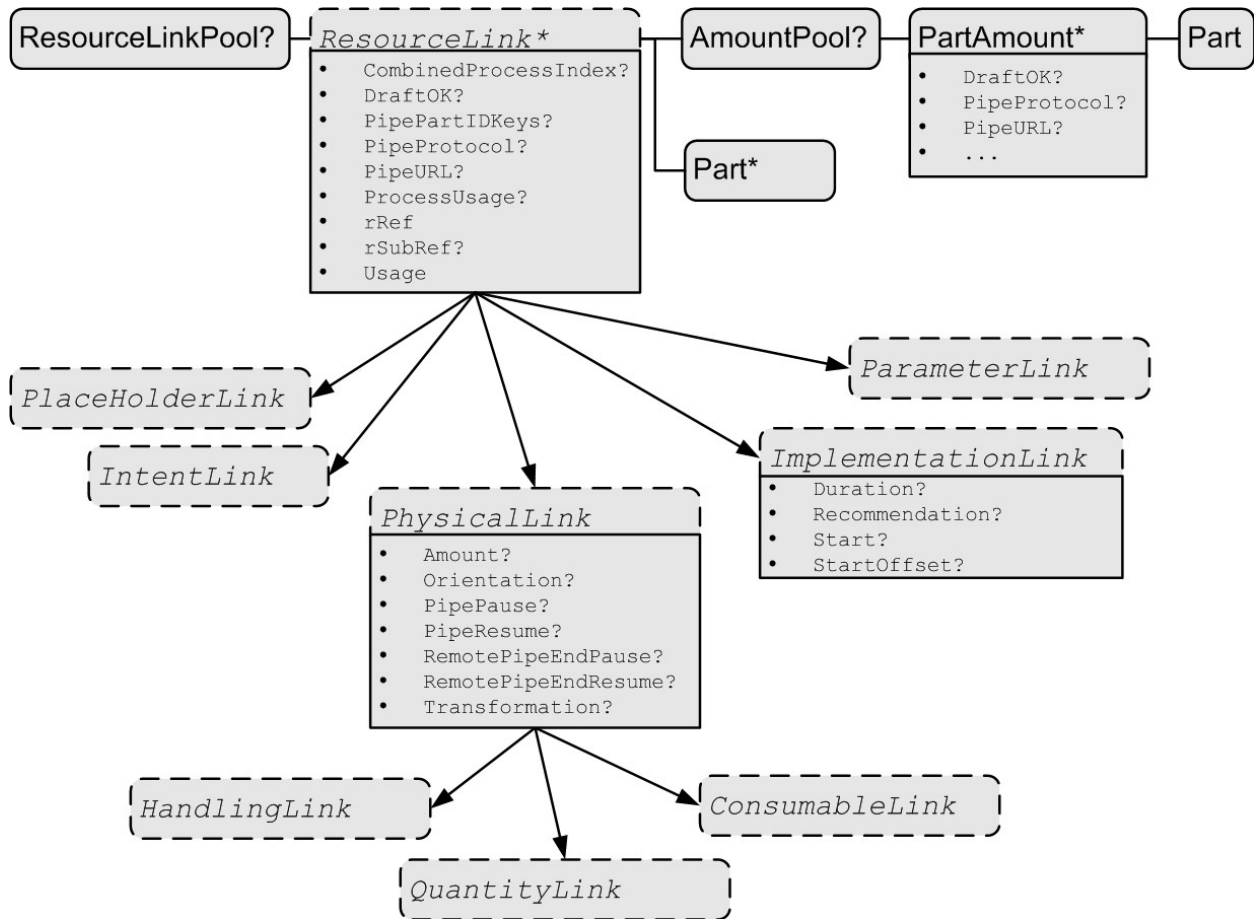 ResourceLinkPool?
ResourceLink*
• CombinedProcessIndex?
• DraftOK?
• PipePartIDKeys?
• PipeProtocol?
• PipeURL?
• ProcessUsage?
• rRef
• rSubRef?
• Usage
AmountPool?
PartAmount*
• DraftOK?
• PipeProtocol?
• PipeURL?
• ...
Part
Part*
PlaceHolderLink
IntentLink
PhysicalLink
• Amount?
• Orientation?
• PipePause?
• PipeResume?
• RemotePipeEndPause?
• RemotePipeEndResume?
• Transformation?
ParameterLink
ImplementationLink
• Duration?
• Recommendation?
• Start?
• StartOffset?
HandlingLink
QuantityLink
ConsumableLink